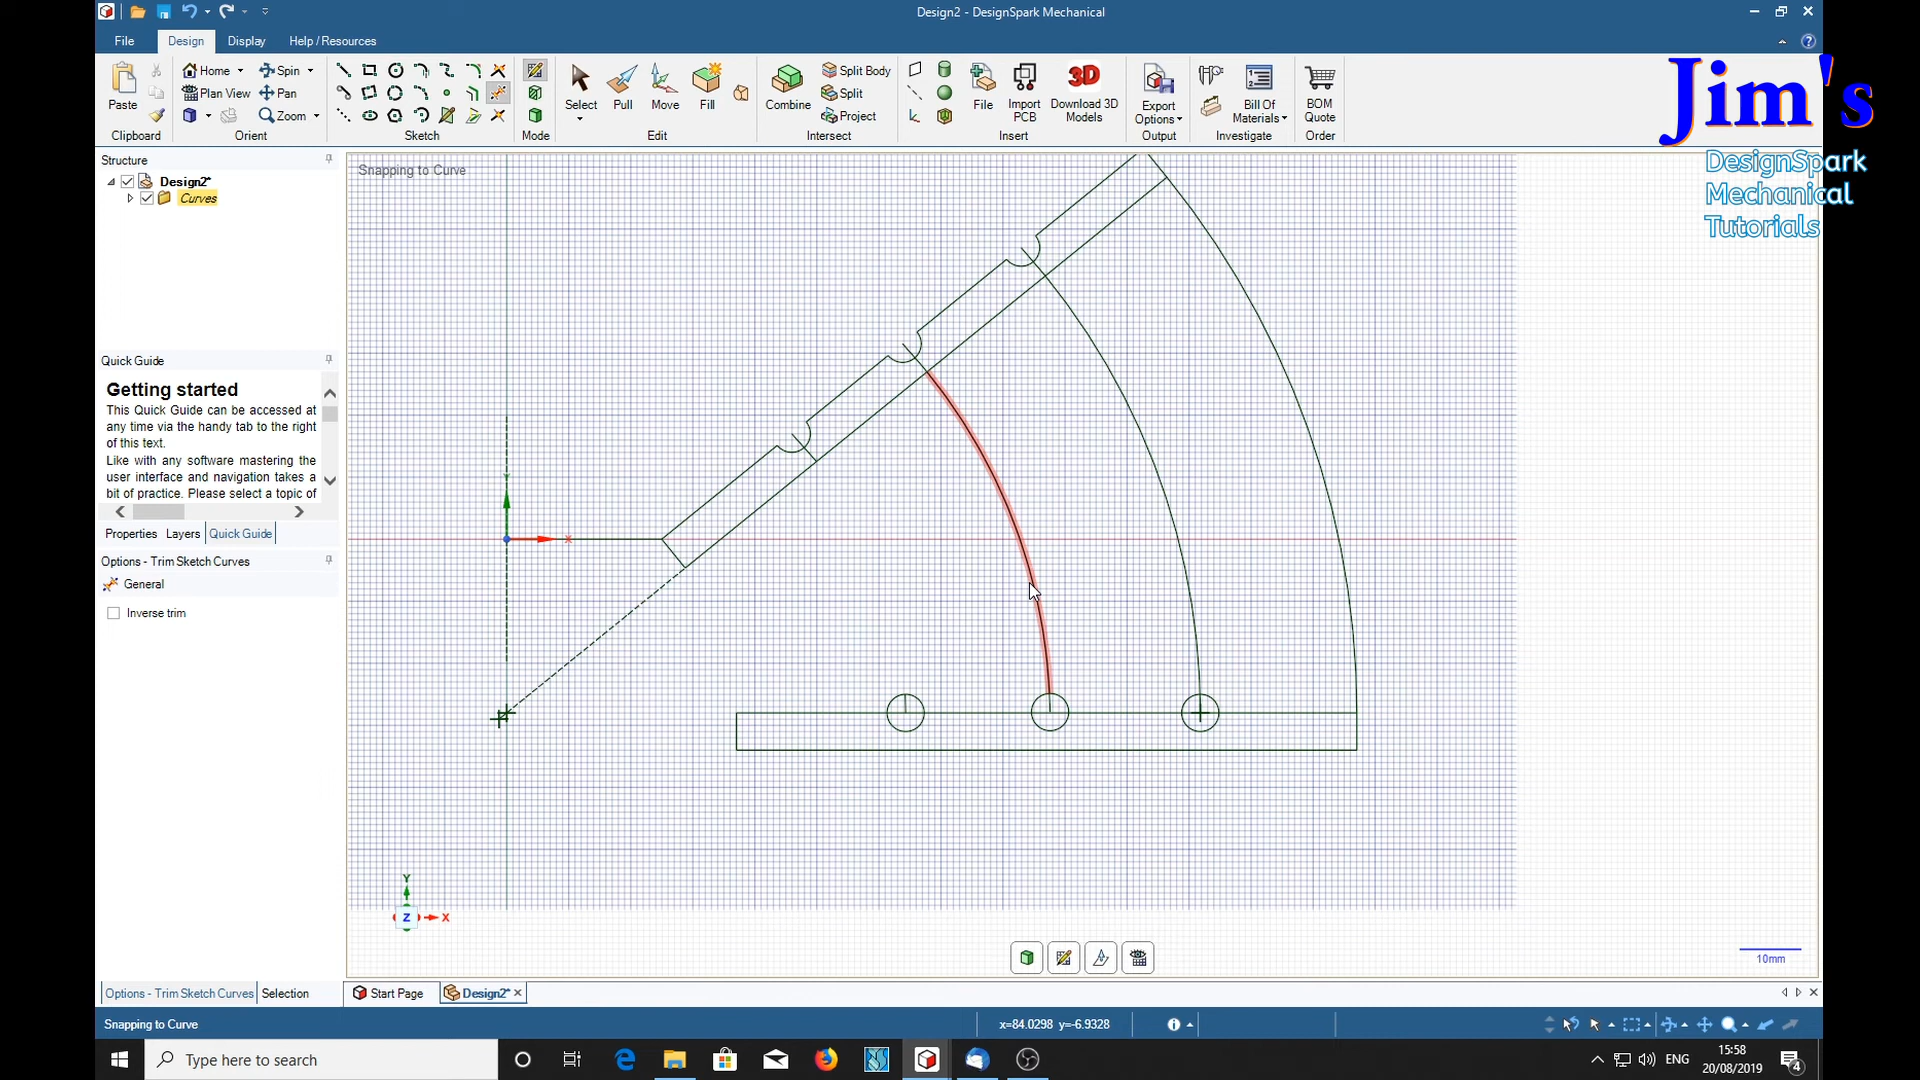 Design2 - DesignSpark Mechanical
File
Design
Display
Help / Resources
Jim's
DesignSpark
Mechanical
Tutorials
Paste
Clipboard
Home
Plan View
Spin
Pan
Zoom
Orient
Sketch
Mode
Select
Pull
Move
Fill
Edit
Combine
Split Body
Split
Project
Intersect
File
Import
PCB
Download 3D
Models
Insert
3D
Export
Options
Output
Bill Of
Materials
Investigate
BOM
Quote
Order
Structure
Design2*
Curves
Quick Guide
Getting started
This Quick Guide can be accessed at
any time via the handy tab to the right
of this text.
Like with any software mastering the
user interface and navigation takes a
bit of practice. Please select a topic of
Properties
Layers
Quick Guide
Options - Trim Sketch Curves
General
Inverse trim
Snapping to Curve
Y
X
Y
Z
X
10mm
Options - Trim Sketch Curves
Selection
Start Page
Design2*
Snapping to Curve
x=84.0298 y=-6.9328
Type here to search
ENG
15:58
20/08/2019
4